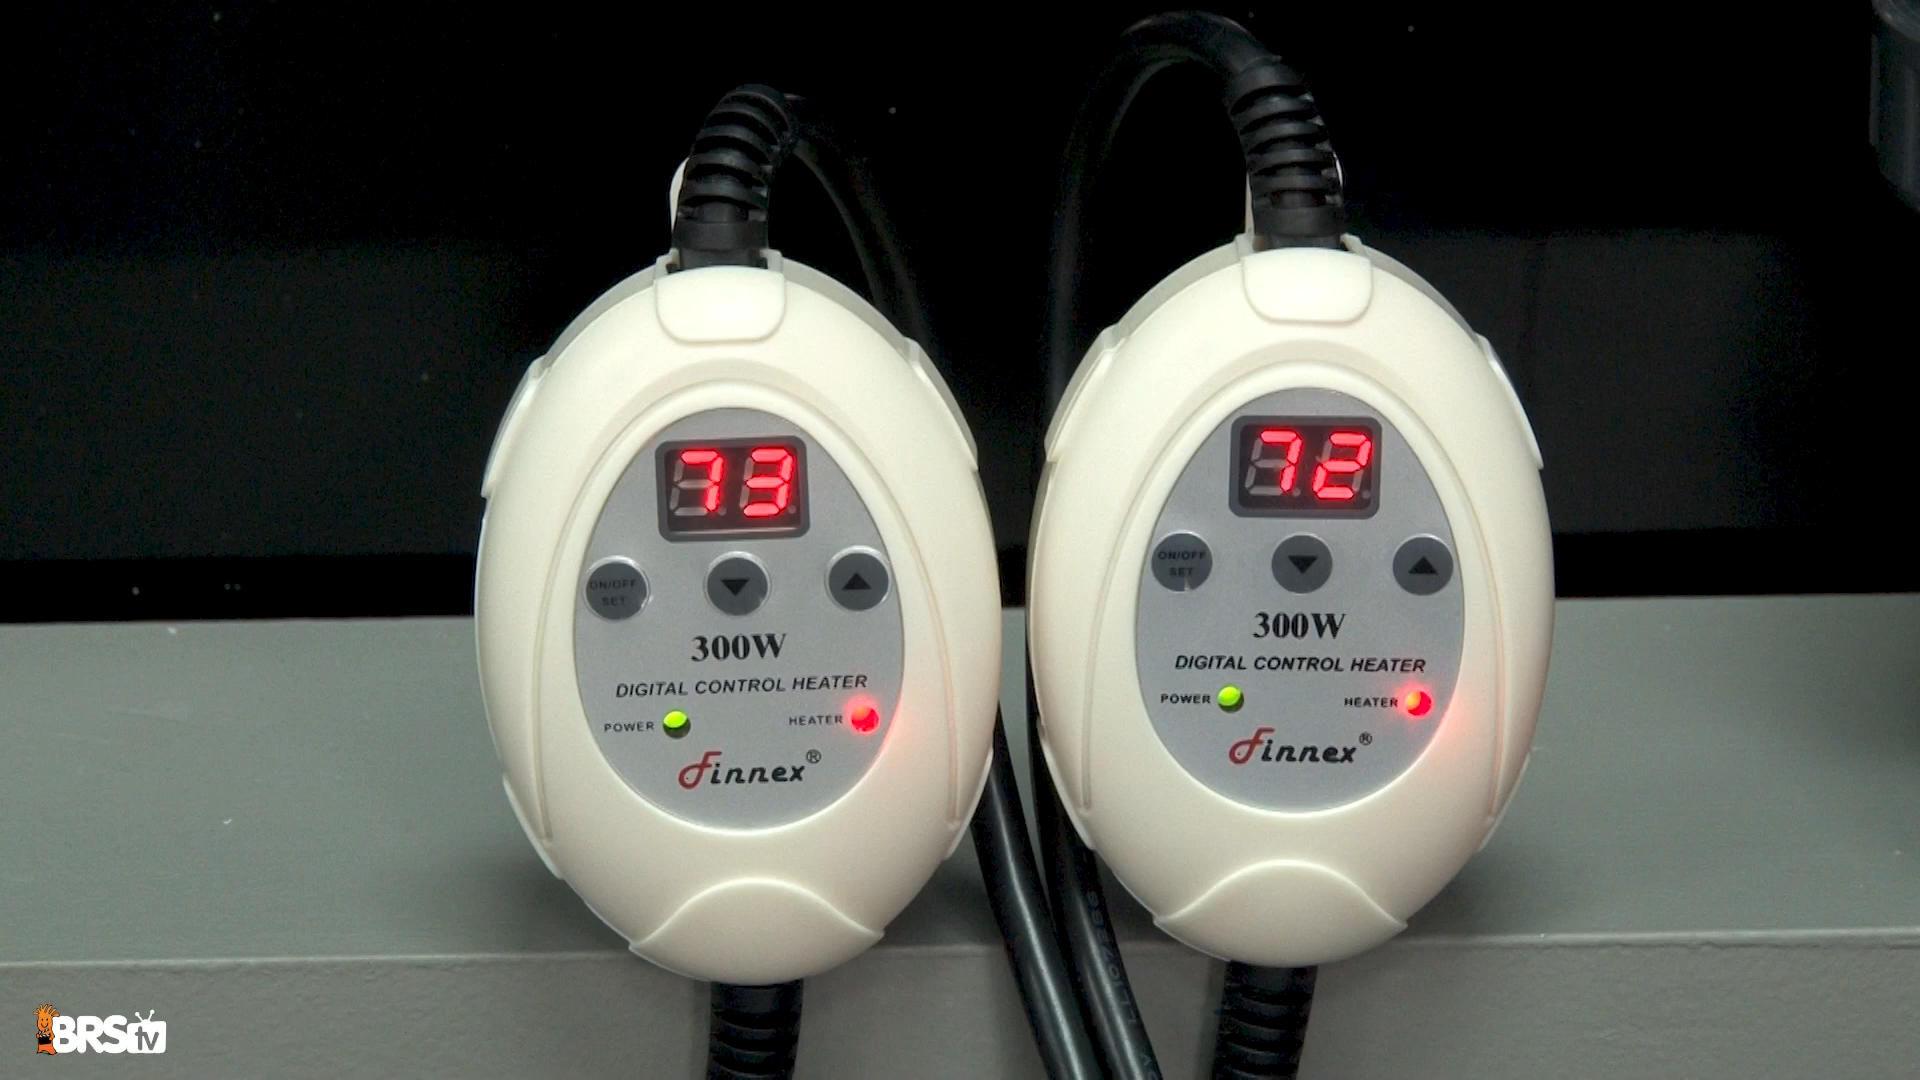 73
ON/OFF
SET
300W
DIGITAL CONTROL HEATER
POWER
HEATER
Finnex®
72
ON/OFF
SET
300W
DIGITAL CONTROL HEATER
POWER
HEATER
Finnex®
BRStv